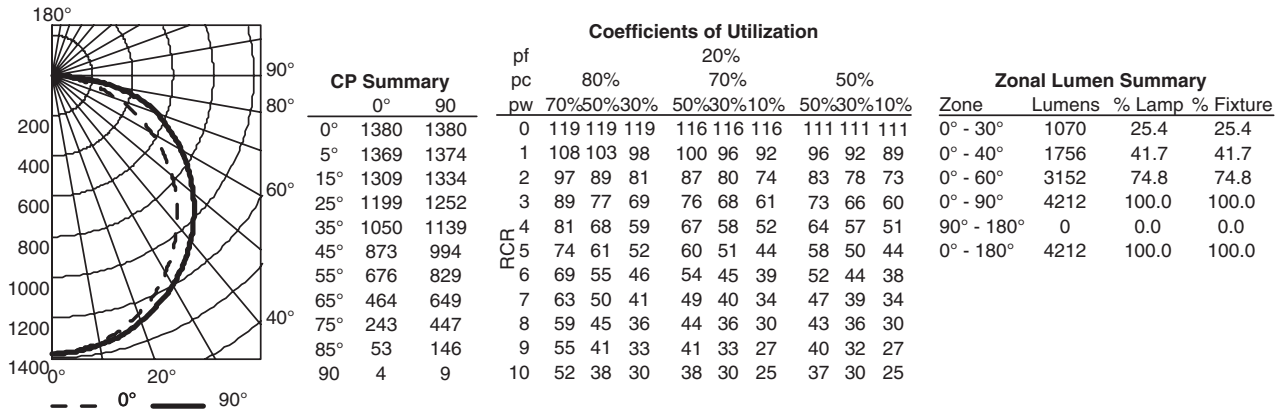 180°
90°
80°
60°
40°
200
400
600
800
1000
1200
1400
0° 20°
0° 90°
CP Summary
0° 90
0° 1380 1380
5° 1369 1374
15° 1309 1334
25° 1199 1252
35° 1050 1139
45° 873 994
55° 676 829
65° 464 649
75° 243 447
85° 53 146
90 4 9
Coefficients of Utilization
pf 20%
pc 80% 70% 50%
pw 70%50%30% 50%30%10% 50%30%10%
RCR
0 119 119 119 116 116 116 111 111 111
1 108 103 98 100 96 92 96 92 89
2 97 89 81 87 80 74 83 78 73
3 89 77 69 76 68 61 73 66 60
4 81 68 59 67 58 52 64 57 51
5 74 61 52 60 51 44 58 50 44
6 69 55 46 54 45 39 52 44 38
7 63 50 41 49 40 34 47 39 34
8 59 45 36 44 36 30 43 36 30
9 55 41 33 41 33 27 40 32 27
10 52 38 30 38 30 25 37 30 25
Zonal Lumen Summary
Zone Lumens % Lamp % Fixture
0° - 30° 1070 25.4 25.4
0° - 40° 1756 41.7 41.7
0° - 60° 3152 74.8 74.8
0° - 90° 4212 100.0 100.0
90° - 180° 0 0.0 0.0
0° - 180° 4212 100.0 100.0